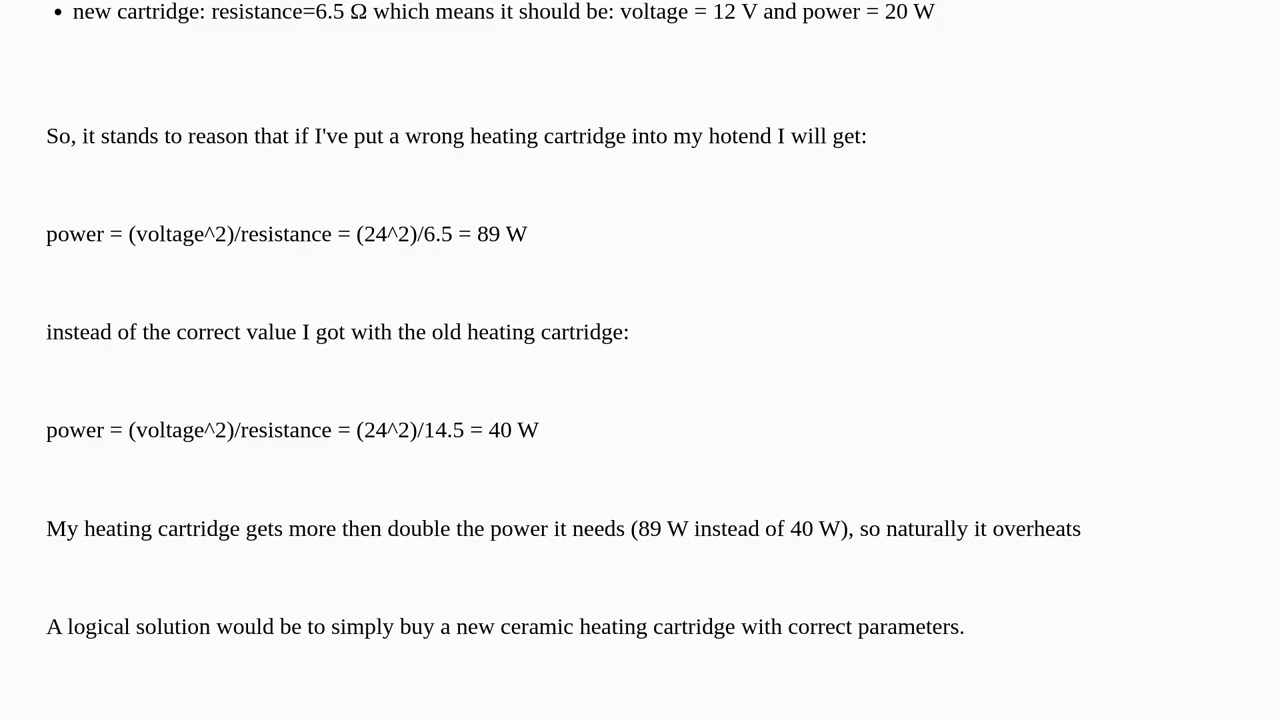 • new cartridge: resistance=6.5 Ω which means it should be: voltage = 12 V and power = 20 W
So, it stands to reason that if I've put a wrong heating cartridge into my hotend I will get:
power = (voltage^2)/resistance = (24^2)/6.5 = 89 W
instead of the correct value I got with the old heating cartridge:
power = (voltage^2)/resistance = (24^2)/14.5 = 40 W
My heating cartridge gets more then double the power it needs (89 W instead of 40 W), so naturally it overheats
A logical solution would be to simply buy a new ceramic heating cartridge with correct parameters.